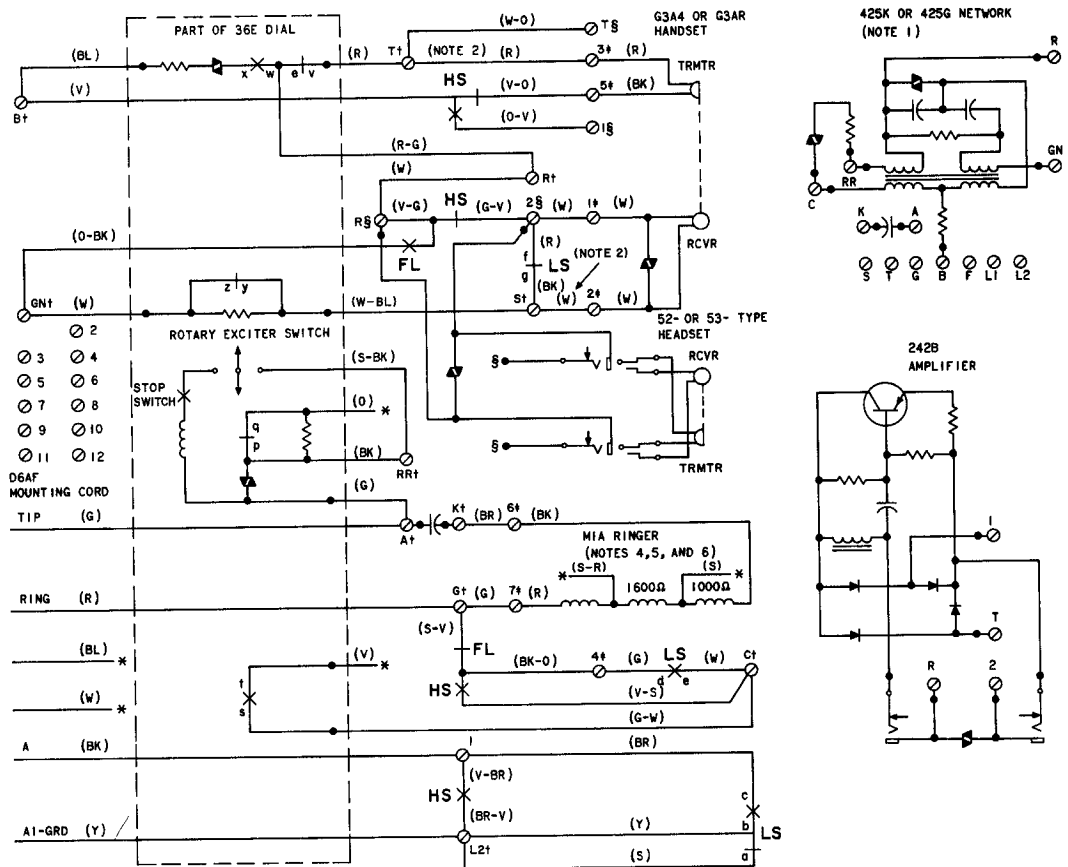 PART OF 36E DIAL
(W-O)
T§
G3A4 OR G3AR
HANDSET
(BL)
x
w
e
v
(R)
T†
(NOTE 2)
(R)
3‡
(R)
TRMTR
B†
(V)
HS
(V-O)
5‡
(BK)
(O-V)
1§
(R-G)
(W)
R†
R§
(V-G)
HS
(G-V)
2§
(W)
1‡
(W)
RCVR
(O-BK)
FL
(R)
f
LS
g
(NOTE 2)
(BK)
GN†
(W)
z
y
(W-BL)
S†
(W)
2‡
(W)
2
3
4
5
6
7
8
9
10
11
12
D6AF
MOUNTING CORD
ROTARY EXCITER SWITCH
STOP
SWITCH
(S-BK)
(O)
*
q
p
(BK)
RR†
(G)
52- OR 53- TYPE
HEADSET
RCVR
§
§
TRMTR
TIP
(G)
A†
K†
(BR)
6‡
(BK)
MIA RINGER
(NOTES 4,5, AND 6)
*
(S-R)
1600Ω
(S)
*
1000Ω
RING
(R)
G†
(G)
7‡
(R)
(S-V)
FL
(BL)
*
(V)
*
(BK-O)
4‡
(G)
LS
d
e
(W)
C†
HS
(V-S)
(W)
*
t
s
(G-W)
A
(BK)
(BR)
(V-BR)
HS
(BR-V)
c
A1-GRD
(Y)
L2†
(Y)
b
LS
a
(S)
425K OR 425G NETWORK
(NOTE 1)
R
GN
RR
C
K
A
S
T
G
B
F
L1
L2
242B
AMPLIFIER
1
T
R
2